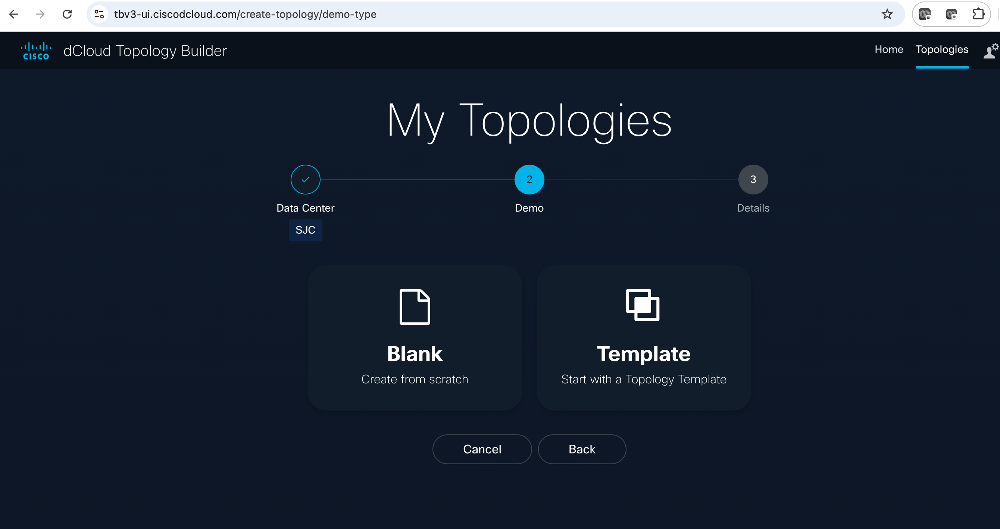 tbv3-ui.ciscodcloud.com/create-topology/demo-type
CISCO
dCloud Topology Builder
Home
Topologies
My Topologies
2
3
Data Center
Demo
Details
SJC
Blank
Template
Create from scratch
Start with a Topology Template
Cancel
Back